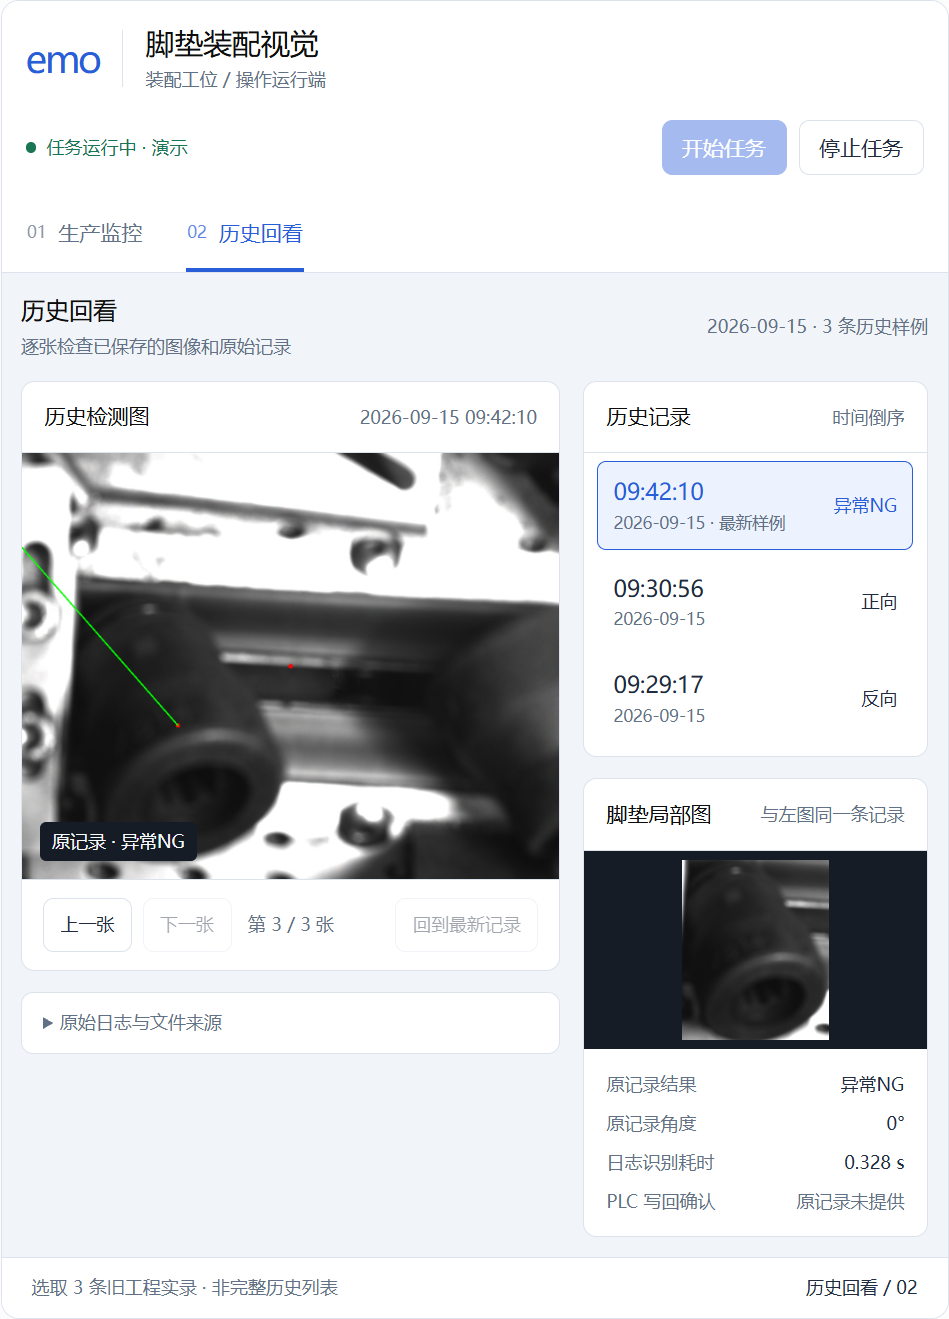 emo
脚垫装配视觉
装配工位 / 操作运行端
任务运行中 · 演示
开始任务
停止任务
01 生产监控
02 历史回看
历史回看
逐张检查已保存的图像和原始记录
2026-09-15 · 3 条历史样例
历史检测图
2026-09-15 09:42:10
原记录 · 异常NG
上一张
下一张
第 3 / 3 张
回到最新记录
原始日志与文件来源
历史记录
时间倒序
09:42:10
2026-09-15 · 最新样例
异常NG
09:30:56
2026-09-15
正向
09:29:17
2026-09-15
反向
脚垫局部图
与左图同一条记录
原记录结果 异常NG
原记录角度 0°
日志识别耗时 0.328 s
PLC 写回确认 原记录未提供
选取 3 条旧工程实录 · 非完整历史列表
历史回看 / 02